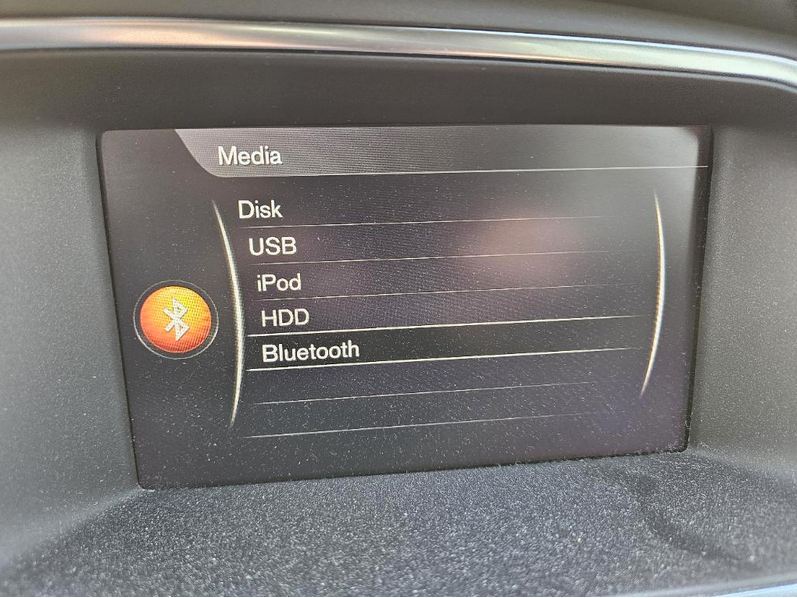 Media
Disk
USB
iPod
HDD
Bluetooth